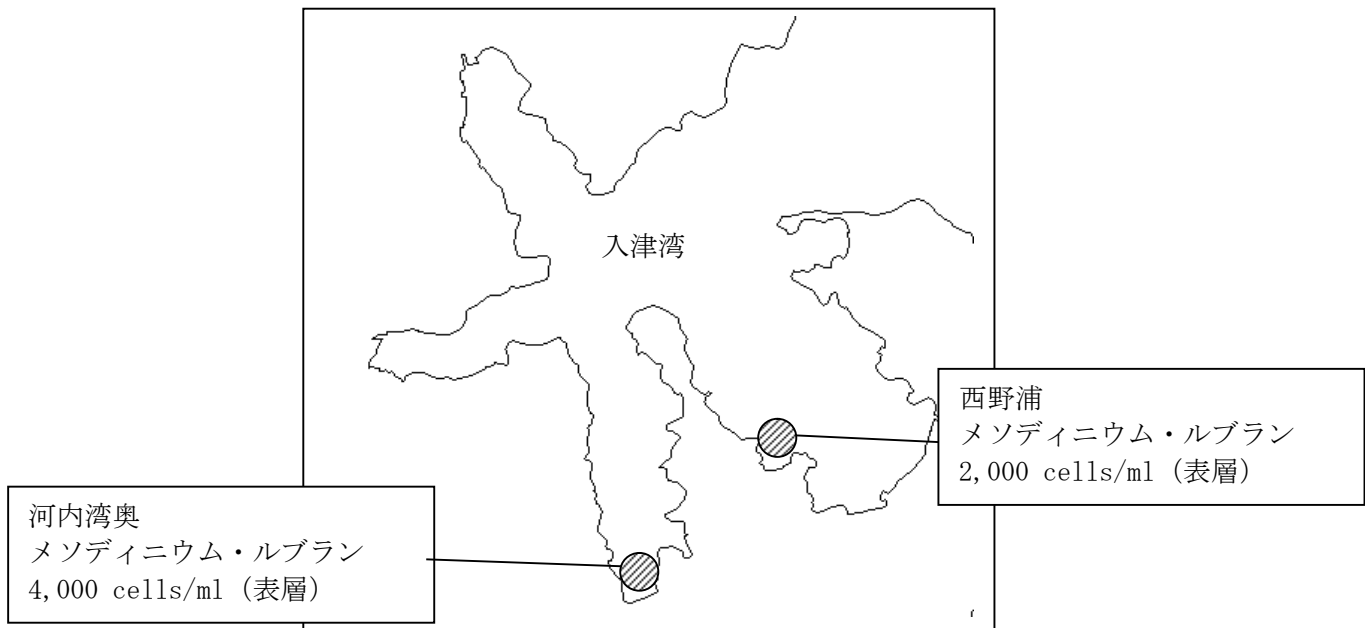 入津湾
西野浦
メソディニウム・ルブラン
2,000 cells/ml（表層）
河内湾奥
メソディニウム・ルブラン
4,000 cells/ml（表層）